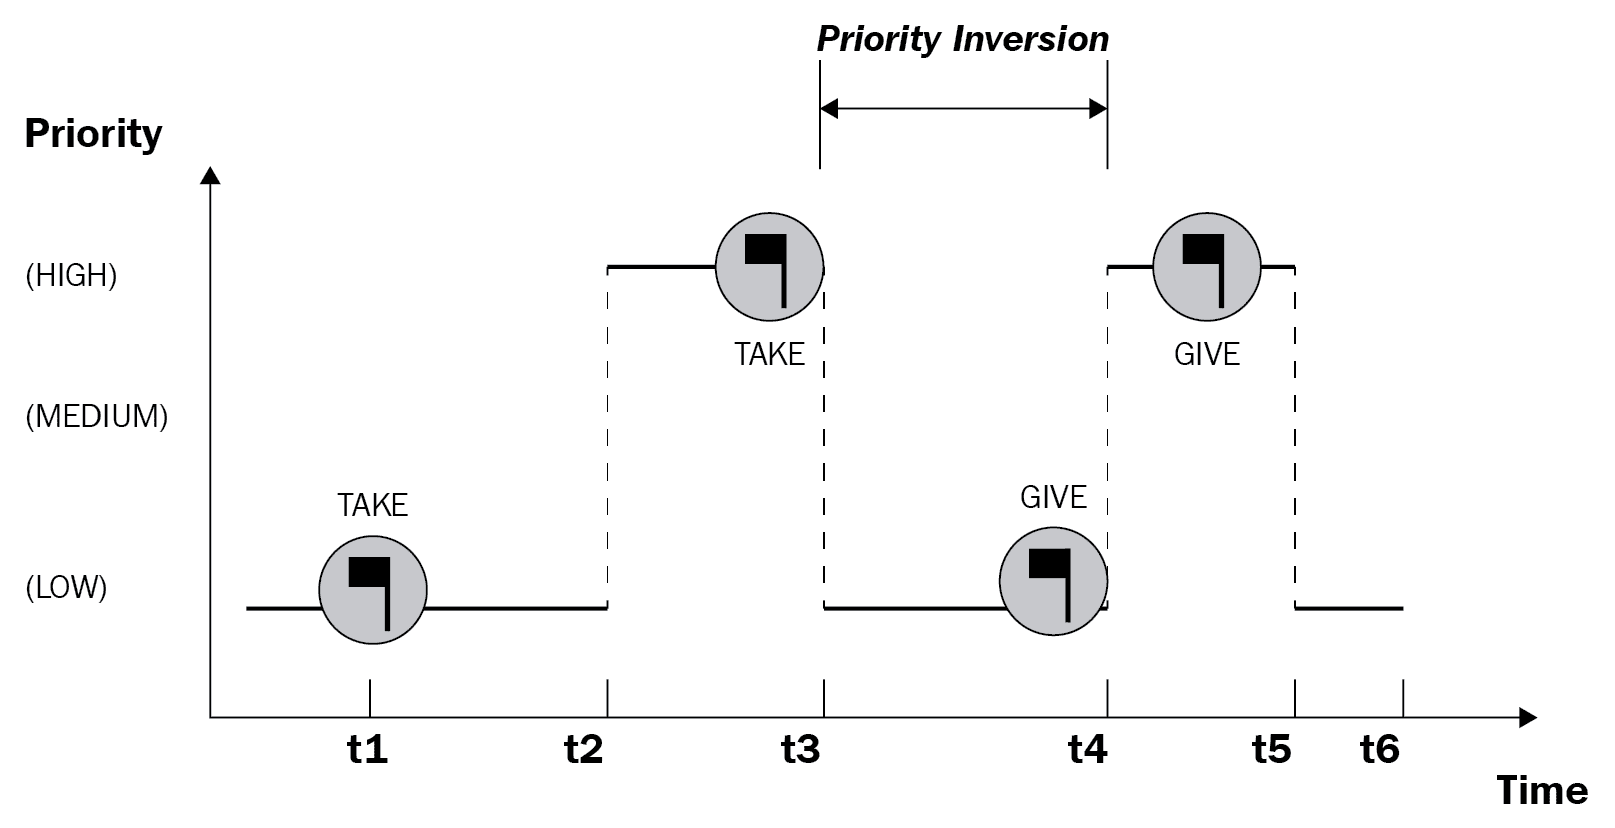 Priority Inversion
Priority
(HIGH)
TAKE
GIVE
(MEDIUM)
TAKE
GIVE
(LOW)
t1
t2
t3
t4
t5
t6
Time